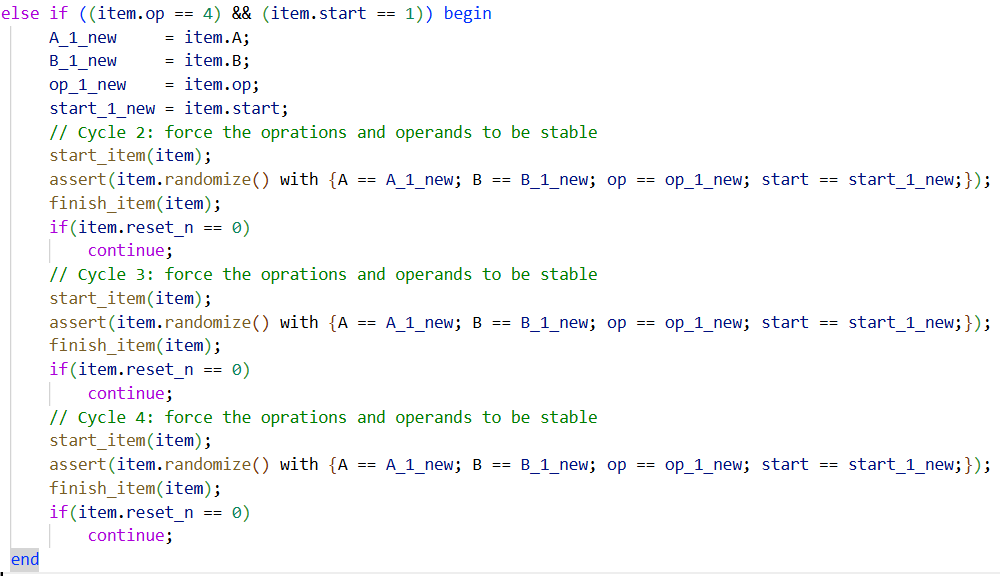 else if ((item.op == 4) && (item.start == 1)) begin
A_1_new = item.A;
B_1_new = item.B;
op_1_new = item.op;
start_1_new = item.start;
// Cycle 2: force the oprations and operands to be stable
start_item(item);
assert(item.randomize() with {A == A_1_new; B == B_1_new; op == op_1_new; start == start_1_new;});
finish_item(item);
if(item.reset_n == 0)
continue;
// Cycle 3: force the oprations and operands to be stable
start_item(item);
assert(item.randomize() with {A == A_1_new; B == B_1_new; op == op_1_new; start == start_1_new;});
finish_item(item);
if(item.reset_n == 0)
continue;
// Cycle 4: force the oprations and operands to be stable
start_item(item);
assert(item.randomize() with {A == A_1_new; B == B_1_new; op == op_1_new; start == start_1_new;});
finish_item(item);
if(item.reset_n == 0)
continue;
end